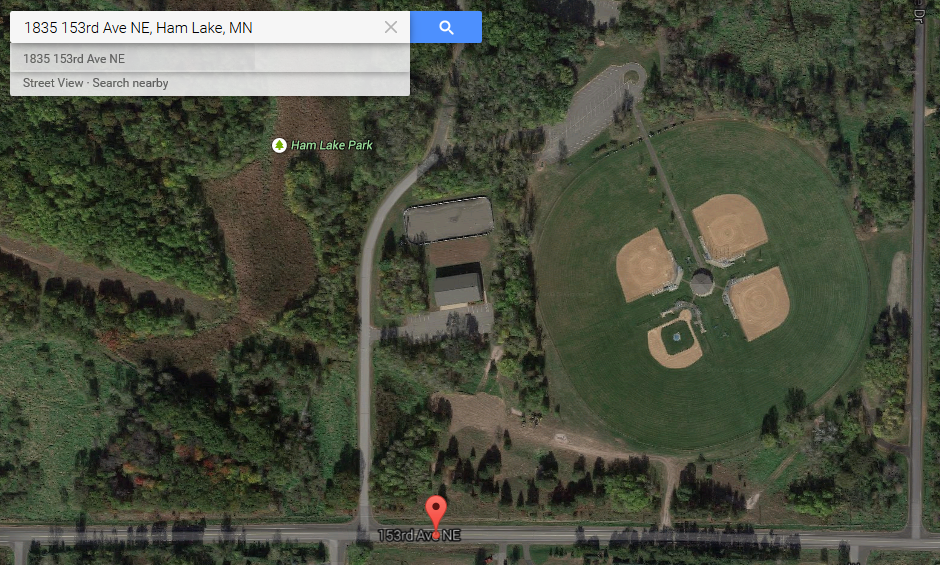 1835 153rd Ave NE, Ham Lake, MN
1835 153rd Ave NE
Street View · Search nearby
Dr
Ham Lake Park
153rd Ave NE